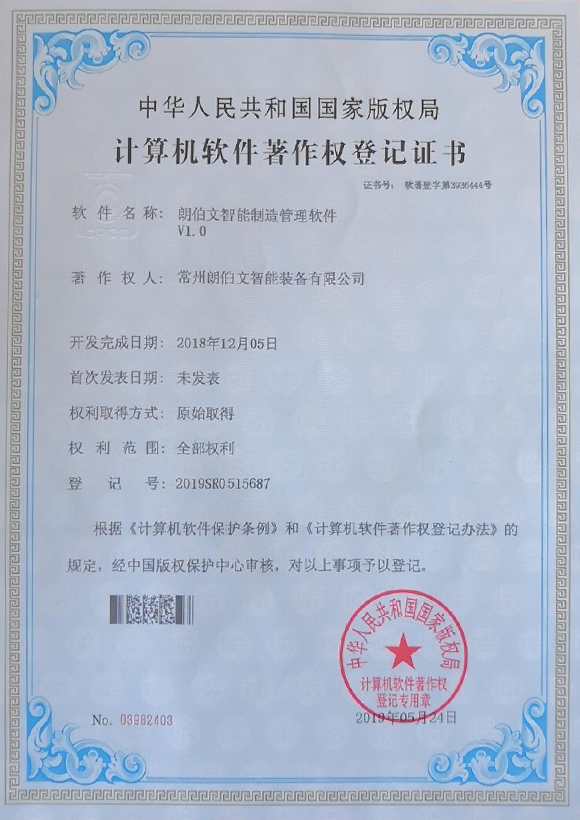 中华人民共和国国家版权局
计算机软件著作权登记证书
证书号： 软著登字第3936444号
软件名称： 朗伯文智能制造管理软件
V1.0
著作权人： 常州朗伯文智能装备有限公司
开发完成日期： 2018年12月05日
首次发表日期： 未发表
权利取得方式： 原始取得
权利范围： 全部权利
登记号： 2019SR0515687
根据《计算机软件保护条例》和《计算机软件著作权登记办法》的
规定，经中国版权保护中心审核，对以上事项予以登记。
中华人民共和国国家版权局
计算机软件著作权
登记专用章
No. 03982403
2019年05月24日